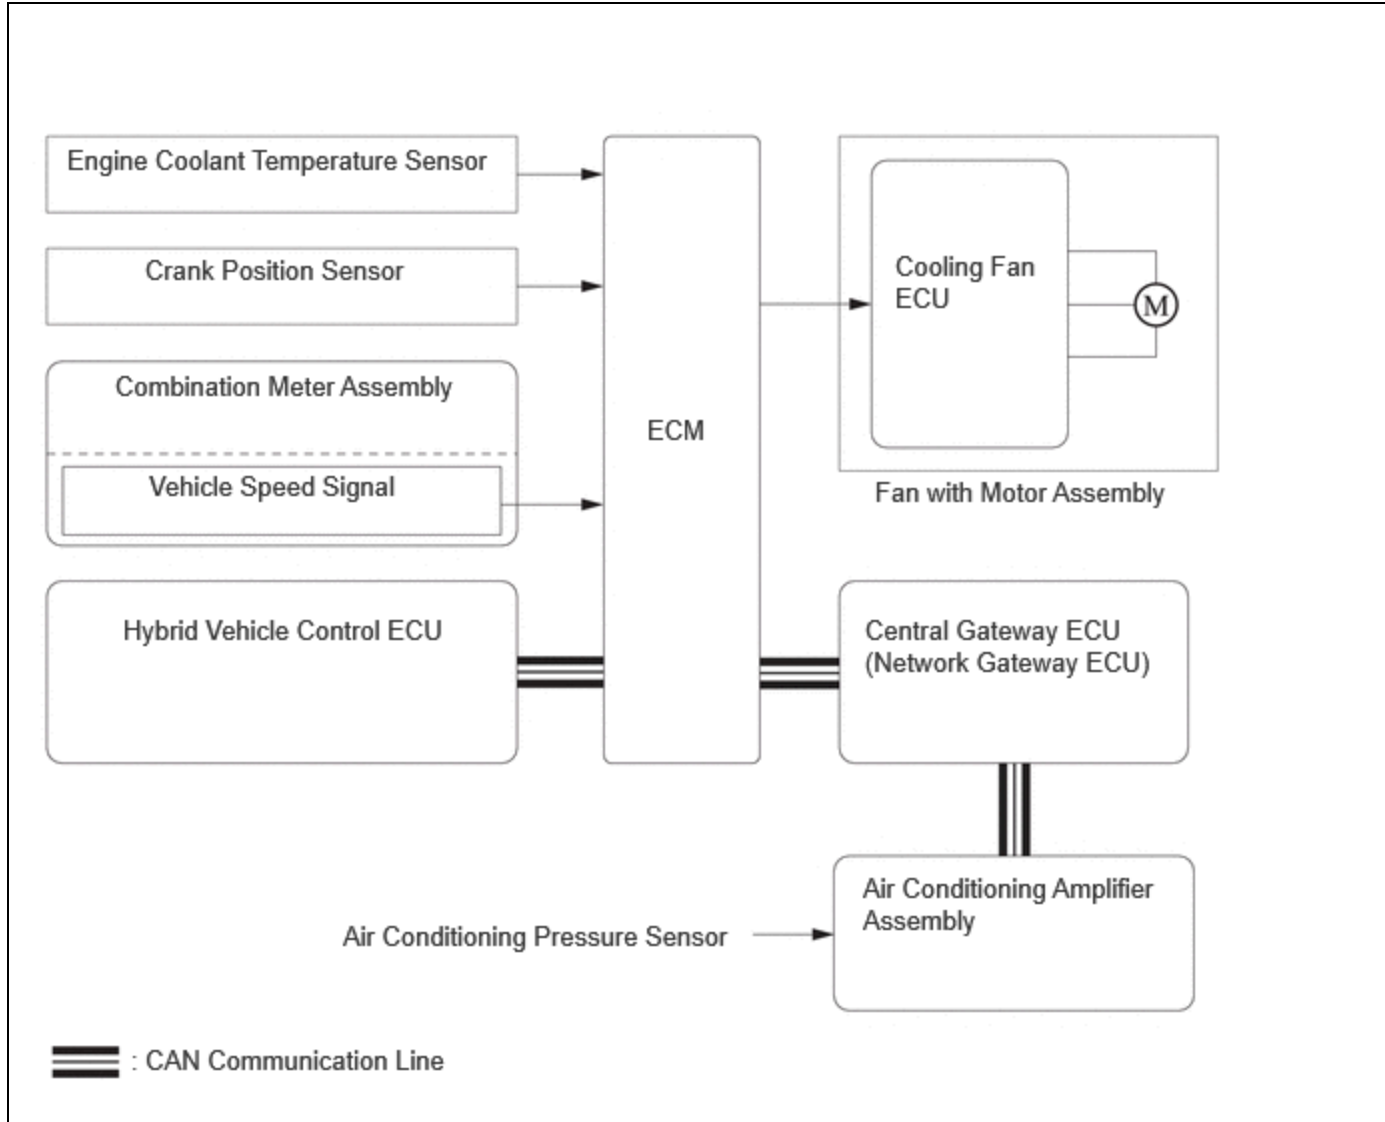 Engine Coolant Temperature Sensor
Crank Position Sensor
Combination Meter Assembly
Vehicle Speed Signal
Hybrid Vehicle Control ECU
ECM
Cooling Fan
ECU
M
Fan with Motor Assembly
Central Gateway ECU
(Network Gateway ECU)
Air Conditioning Amplifier
Assembly
Air Conditioning Pressure Sensor
: CAN Communication Line